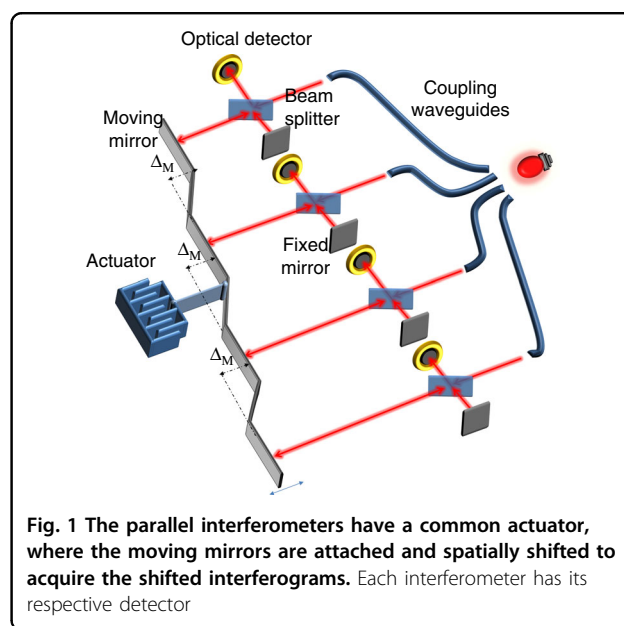 Optical detector
Coupling
waveguides
Beam
splitter
Moving
mirror
Δ_M
Δ_M
Fixed
mirror
Actuator
Δ_M
Fig. 1 The parallel interferometers have a common actuator,
where the moving mirrors are attached and spatially shifted to
acquire the shifted interferograms. Each interferometer has its
respective detector